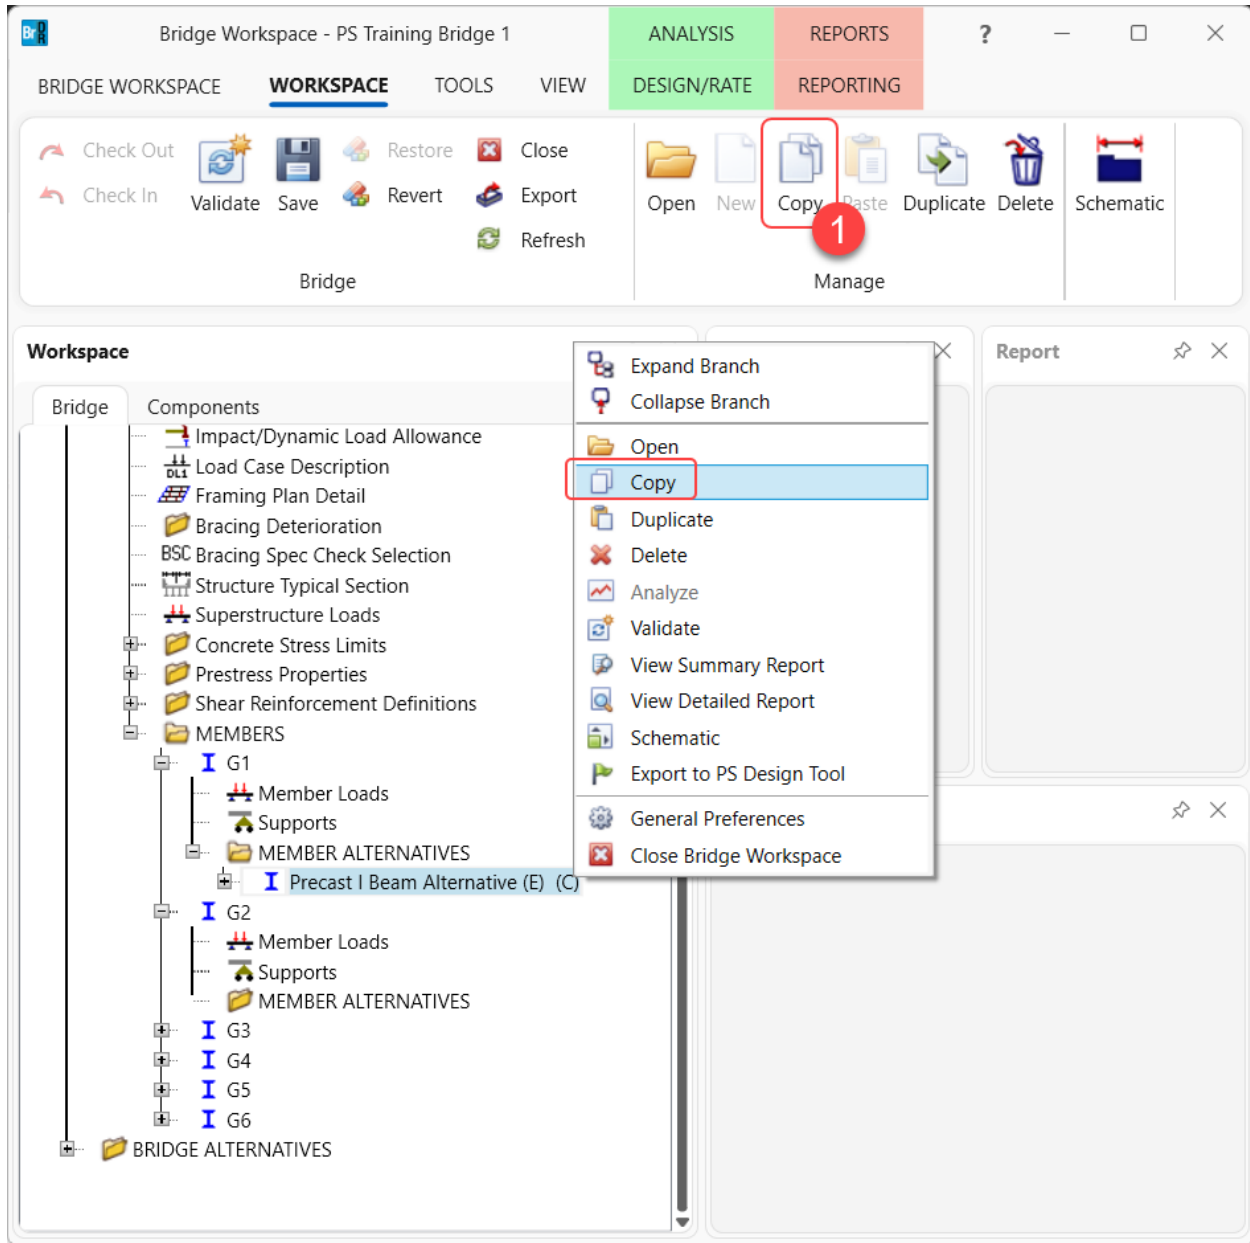 BrDR
Bridge Workspace - PS Training Bridge 1
ANALYSIS
REPORTS
?
BRIDGE WORKSPACE
WORKSPACE
TOOLS
VIEW
DESIGN/RATE
REPORTING
Check Out
Check In
Validate
Save
Restore
Revert
Close
Export
Refresh
Bridge
Open
New
Copy
1
Paste
Duplicate
Delete
Schematic
Manage
Workspace
Bridge
Components
Impact/Dynamic Load Allowance
DL1 Load Case Description
Framing Plan Detail
Bracing Deterioration
BSC Bracing Spec Check Selection
Structure Typical Section
Superstructure Loads
Concrete Stress Limits
Prestress Properties
Shear Reinforcement Definitions
MEMBERS
G1
Member Loads
Supports
MEMBER ALTERNATIVES
Precast I Beam Alternative (E) (C)
G2
Member Loads
Supports
MEMBER ALTERNATIVES
G3
G4
G5
G6
BRIDGE ALTERNATIVES
Expand Branch
Collapse Branch
Open
Copy
Duplicate
Delete
Analyze
Validate
View Summary Report
View Detailed Report
Schematic
Export to PS Design Tool
General Preferences
Close Bridge Workspace
Report